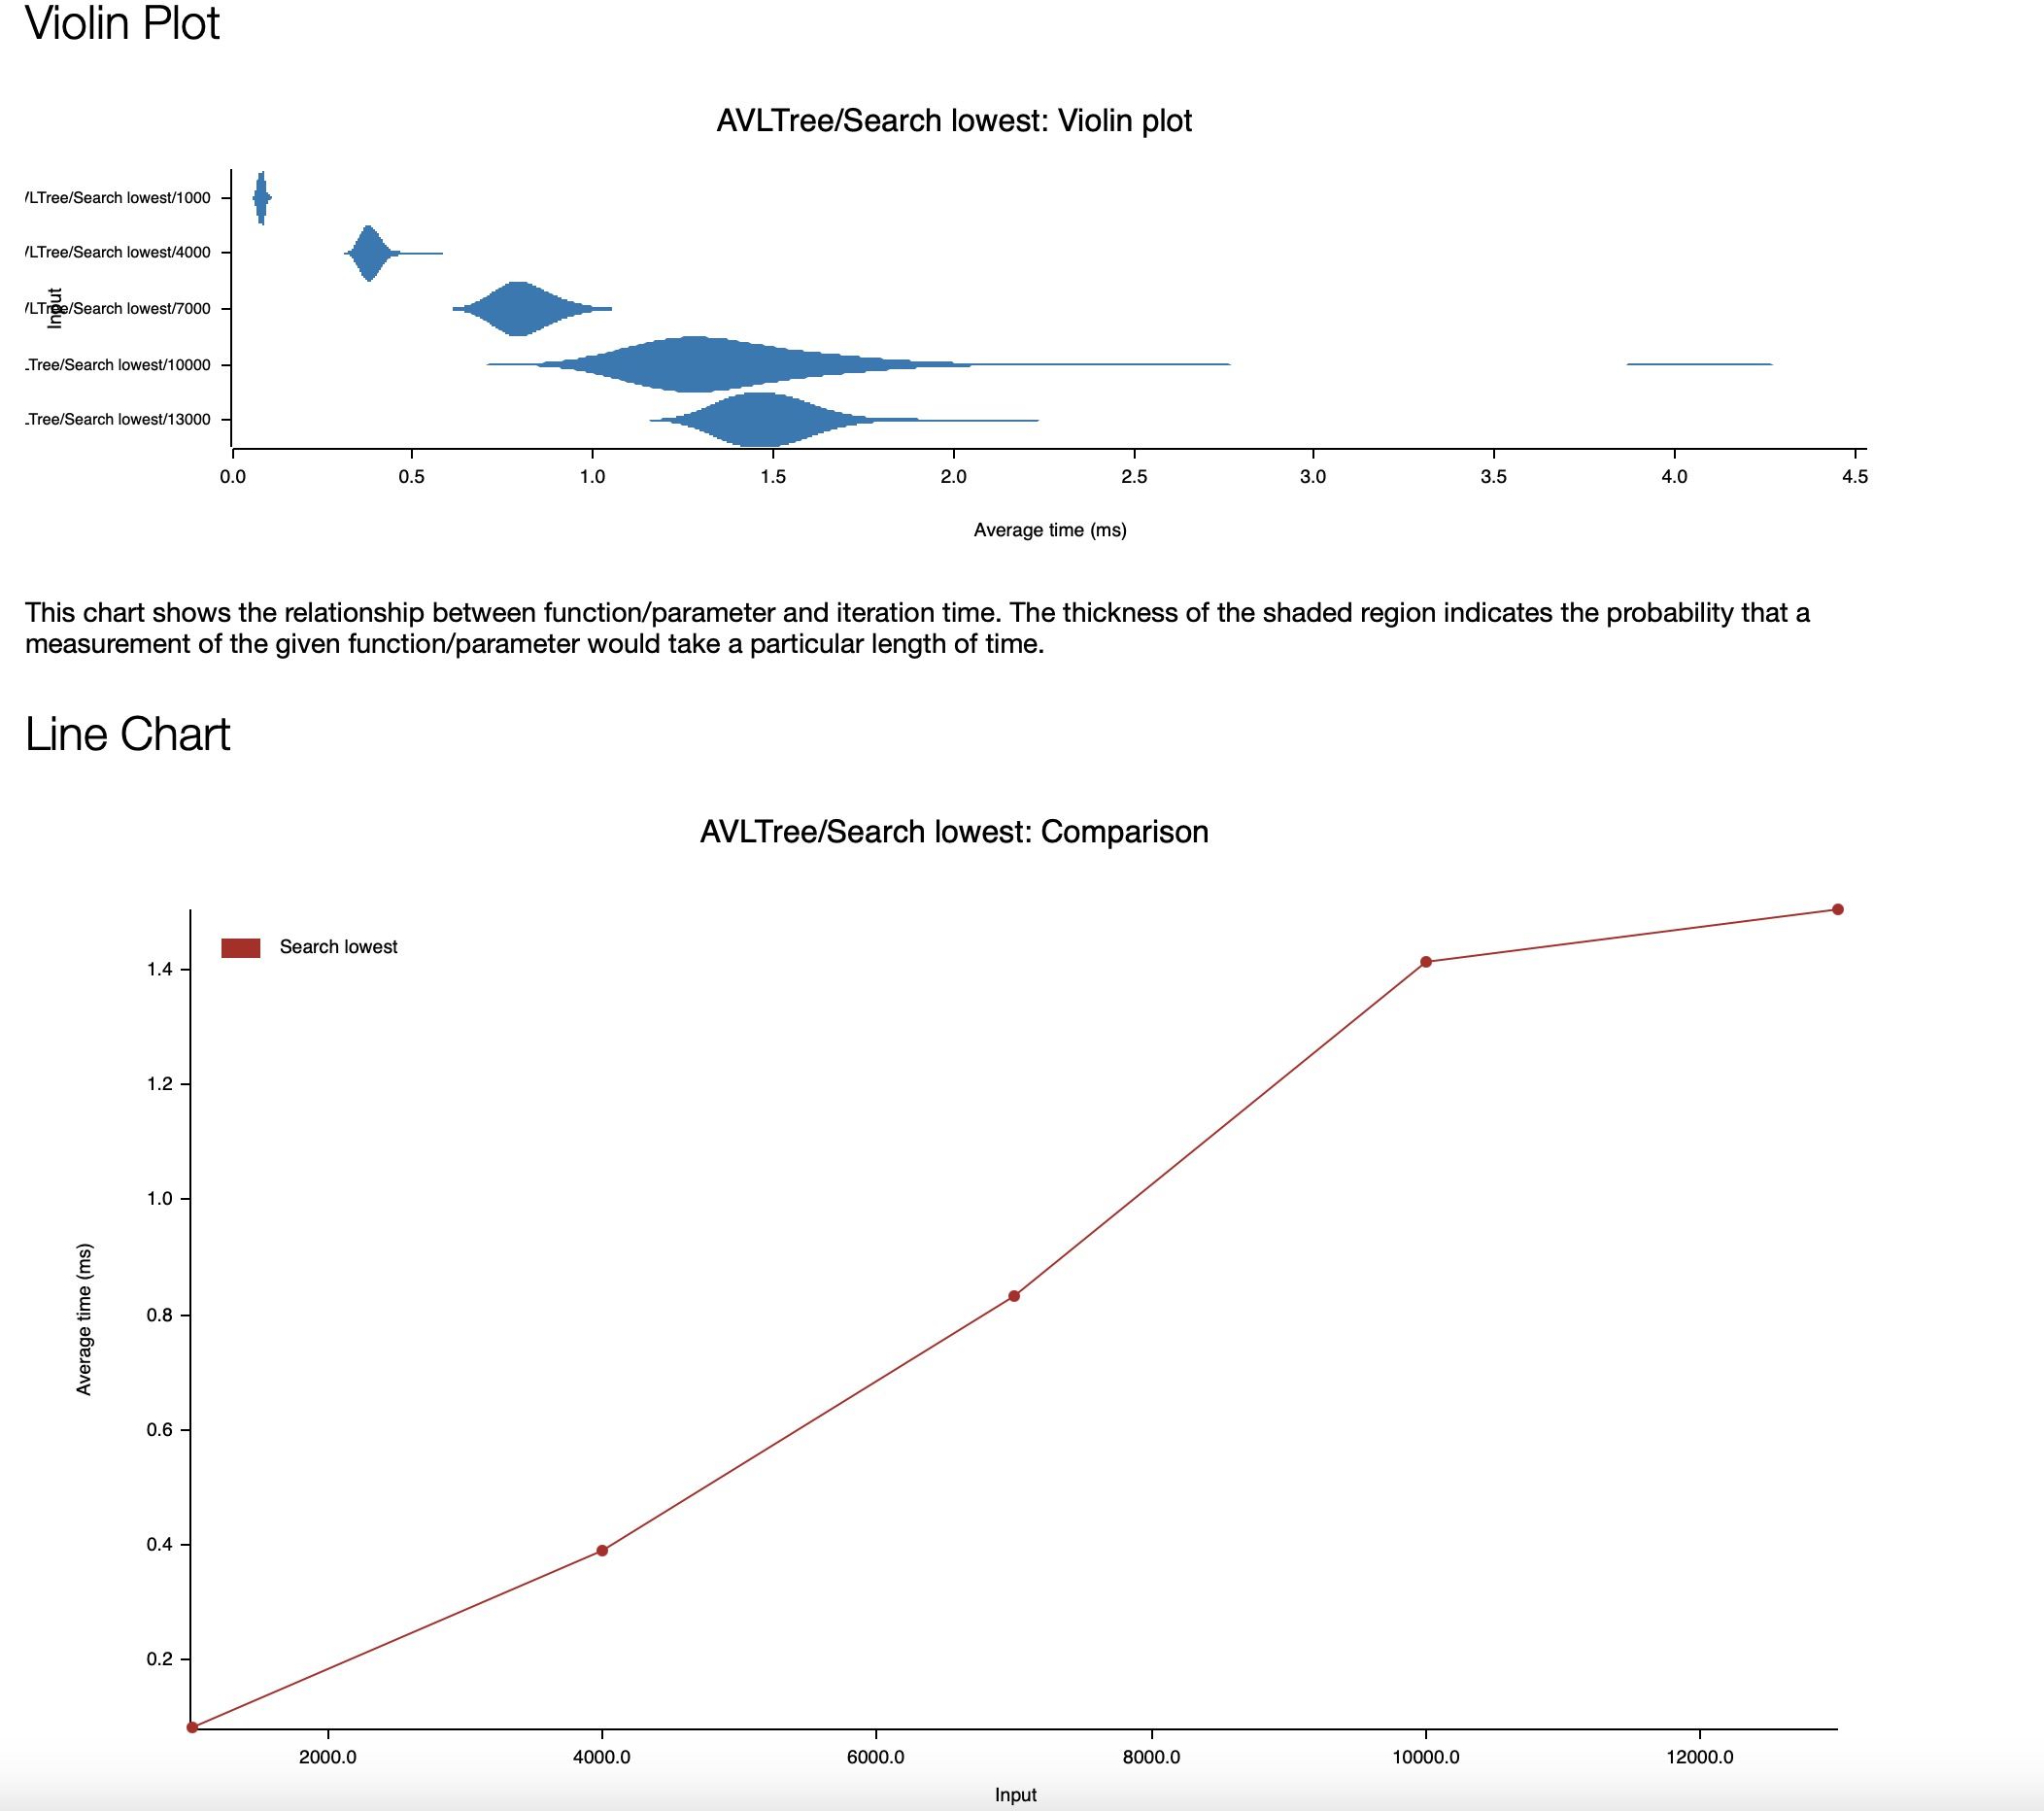 Violin Plot
AVLTree/Search lowest: Violin plot
/LTree/Search lowest/1000
/LTree/Search lowest/4000
Input
/LTree/Search lowest/7000
Tree/Search lowest/10000
Tree/Search lowest/13000
0.0 0.5 1.0 1.5 2.0 2.5 3.0 3.5 4.0 4.5
Average time (ms)
This chart shows the relationship between function/parameter and iteration time. The thickness of the shaded region indicates the probability that a
measurement of the given function/parameter would take a particular length of time.
Line Chart
AVLTree/Search lowest: Comparison
Search lowest
1.4
1.2
1.0
Average time (ms)
0.8
0.6
0.4
0.2
2000.0 4000.0 6000.0 8000.0 10000.0 12000.0
Input